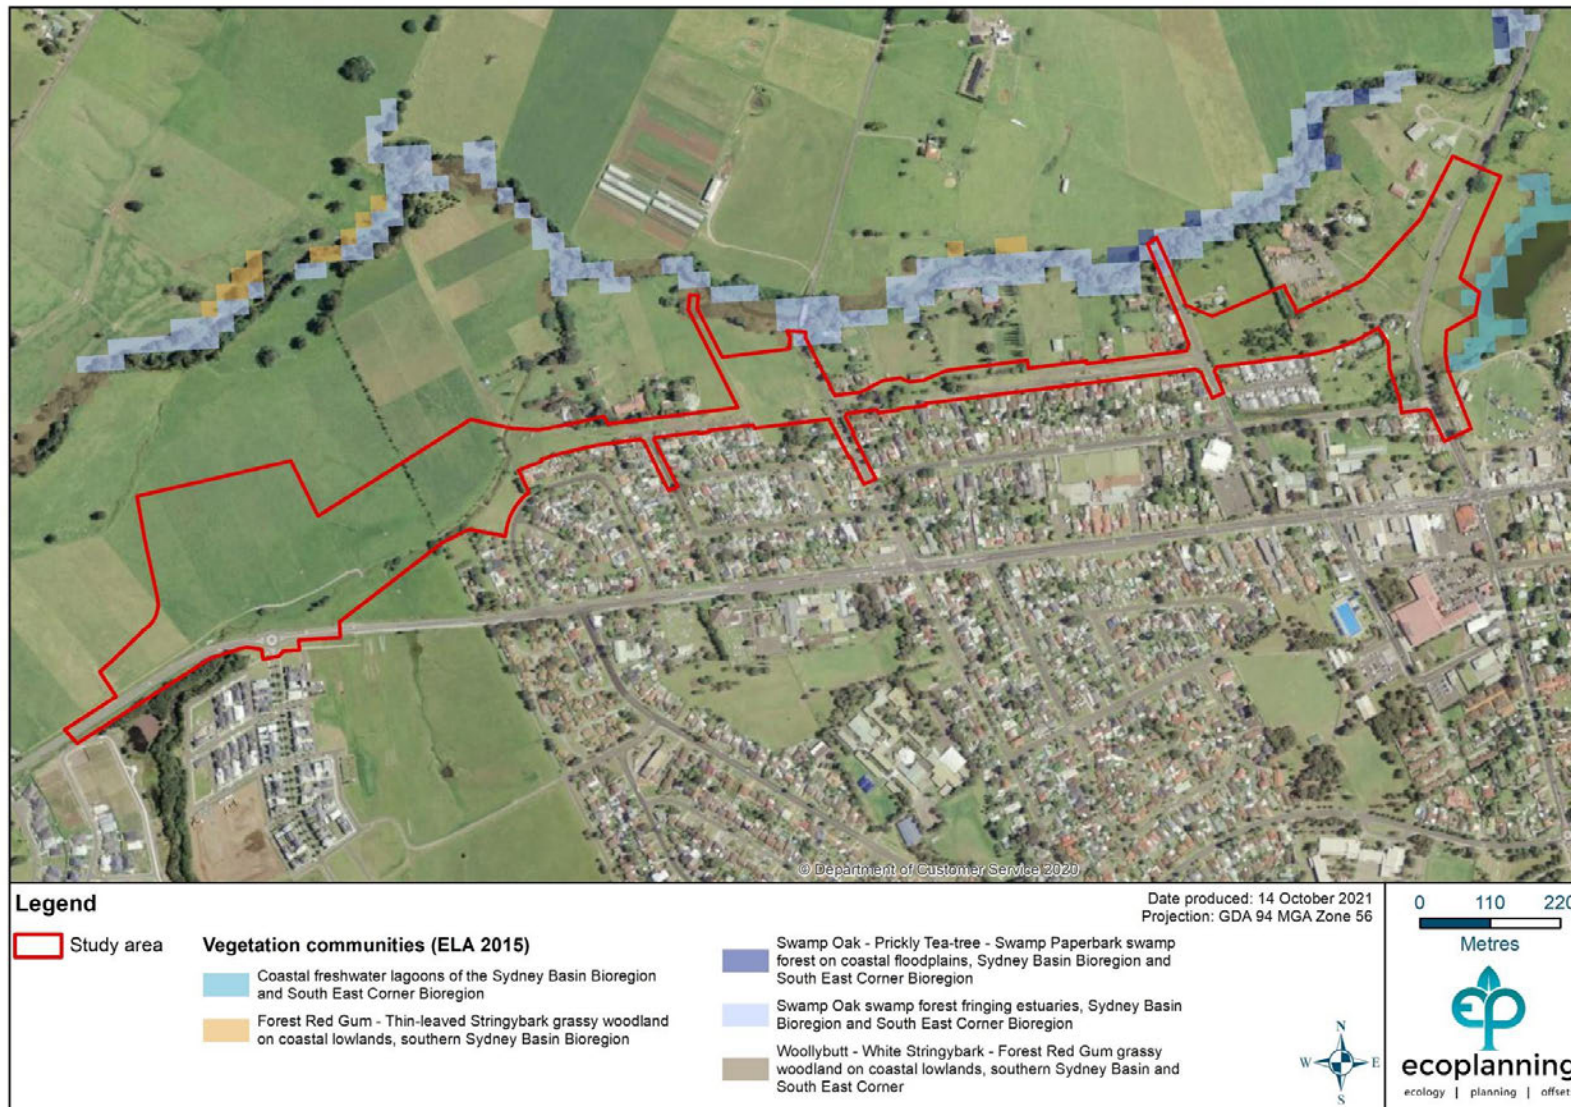 © Department of Customer Service 2020
Legend
Study area
Vegetation communities (ELA 2015)
Coastal freshwater lagoons of the Sydney Basin Bioregion
and South East Corner Bioregion
Forest Red Gum - Thin-leaved Stringybark grassy woodland
on coastal lowlands, southern Sydney Basin Bioregion
Swamp Oak - Prickly Tea-tree - Swamp Paperbark swamp
forest on coastal floodplains, Sydney Basin Bioregion and
South East Corner Bioregion
Swamp Oak swamp forest fringing estuaries, Sydney Basin
Bioregion and South East Corner Bioregion
Woollybutt - White Stringybark - Forest Red Gum grassy
woodland on coastal lowlands, southern Sydney Basin and
South East Corner
Date produced: 14 October 2021
Projection: GDA 94 MGA Zone 56
N
W E
S
0 110 220
Metres
ep
ecoplanning
ecology | planning | offset